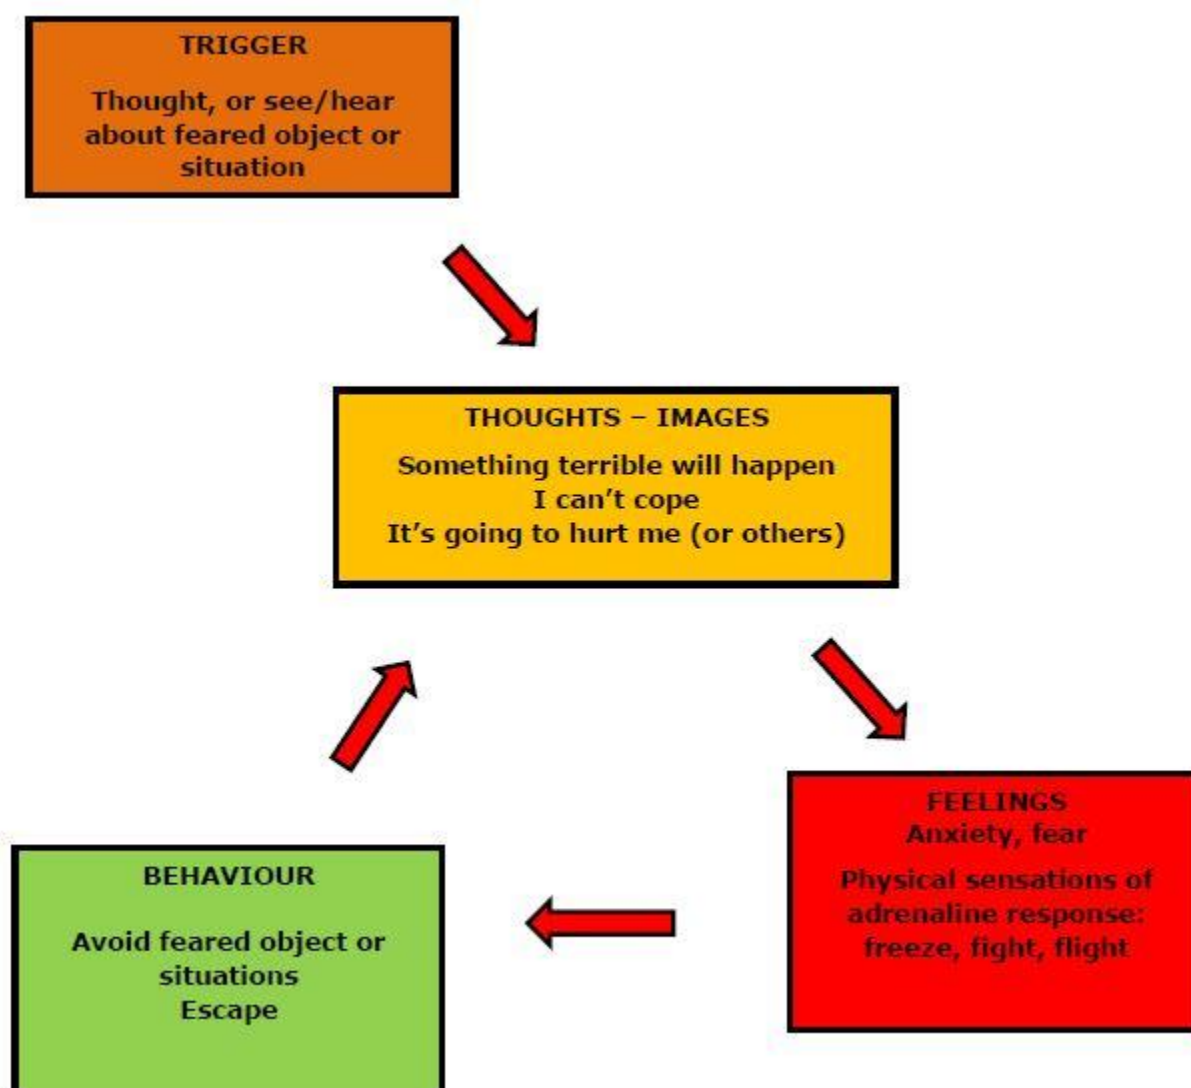 TRIGGER
Thought, or see/hear
about feared object or
situation
THOUGHTS – IMAGES
Something terrible will happen
I can't cope
It's going to hurt me (or others)
FEELINGS
Anxiety, fear
Physical sensations of
adrenaline response:
freeze, fight, flight
BEHAVIOUR
Avoid feared object or
situations
Escape